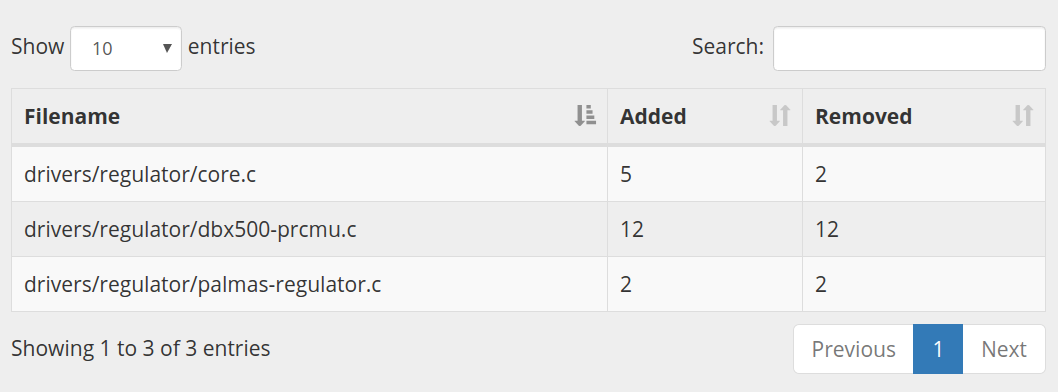 Show 10 entries Search:
Filename Added Removed
drivers/regulator/core.c 5 2
drivers/regulator/dbx500-prcmu.c 12 12
drivers/regulator/palmas-regulator.c 2 2
Showing 1 to 3 of 3 entries Previous 1 Next